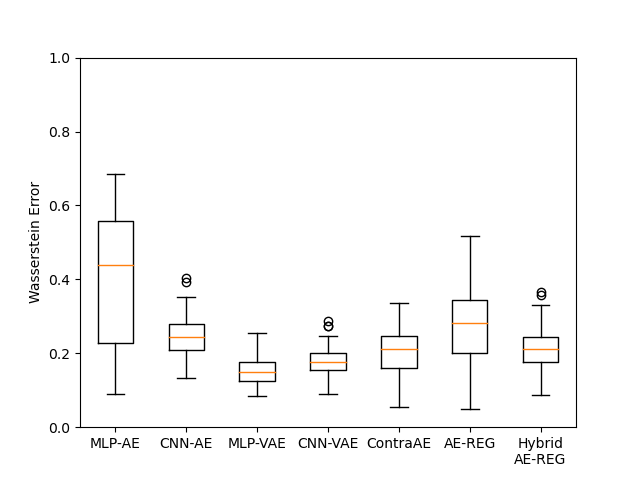 Wasserstein Error
1.0
0.8
0.6
0.4
0.2
0.0
MLP-AE
CNN-AE
MLP-VAE
CNN-VAE
ContraAE
AE-REG
Hybrid
AE-REG